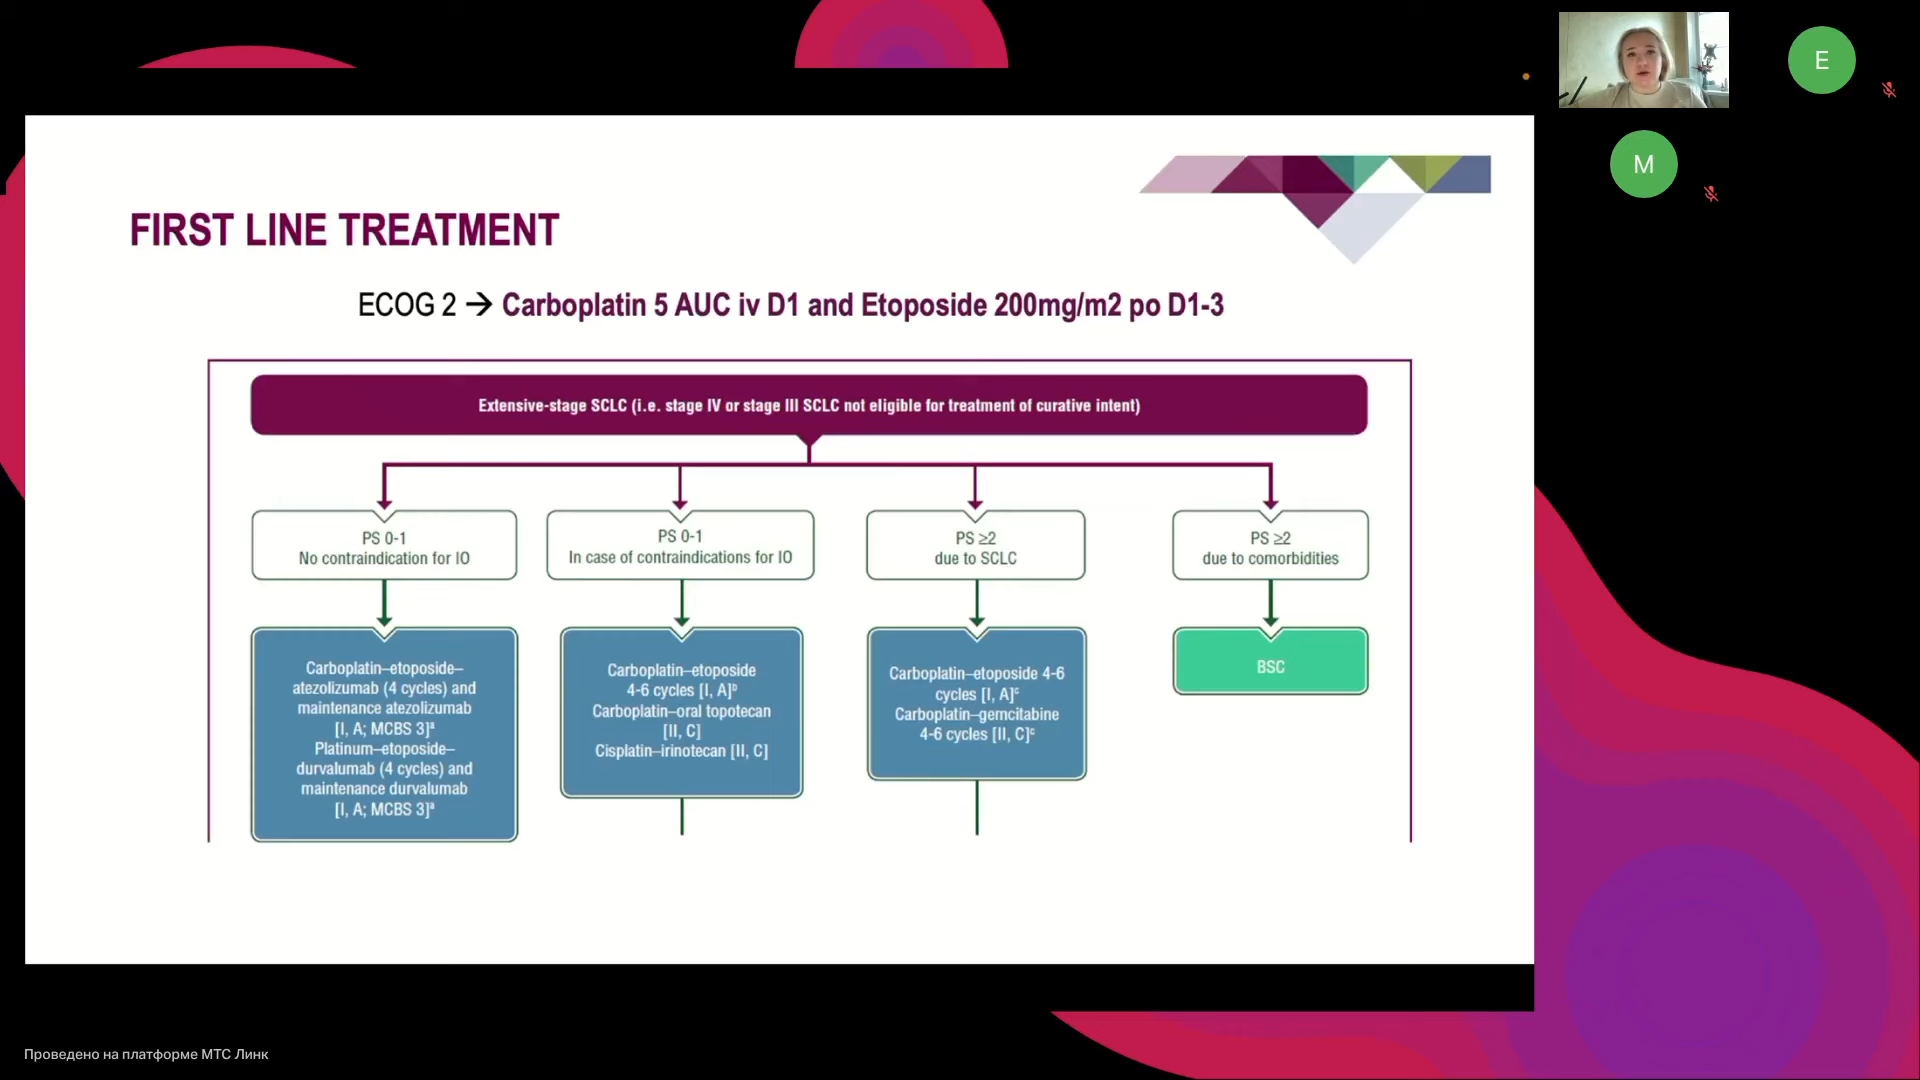 E
M
FIRST LINE TREATMENT
ECOG 2 → Carboplatin 5 AUC iv D1 and Etoposide 200mg/m2 po D1-3
Extensive-stage SCLC (i.e. stage IV or stage III SCLC not eligible for treatment of curative intent)
PS 0-1
No contraindication for IO
PS 0-1
In case of contraindications for IO
PS ≥2
due to SCLC
PS ≥2
due to comorbidities
Carboplatin–etoposide–
atezolizumab (4 cycles) and
maintenance atezolizumab
[I, A; MCBS 3]ª
Platinum–etoposide–
durvalumab (4 cycles) and
maintenance durvalumab
[I, A; MCBS 3]ª
Carboplatin–etoposide
4-6 cycles [I, A]ᵇ
Carboplatin–oral topotecan
[II, C]
Cisplatin–irinotecan [II, C]
Carboplatin–etoposide 4-6
cycles [I, A]ᶜ
Carboplatin–gemcitabine
4-6 cycles [II, C]ᶜ
BSC
Проведено на платформе МТС Линк